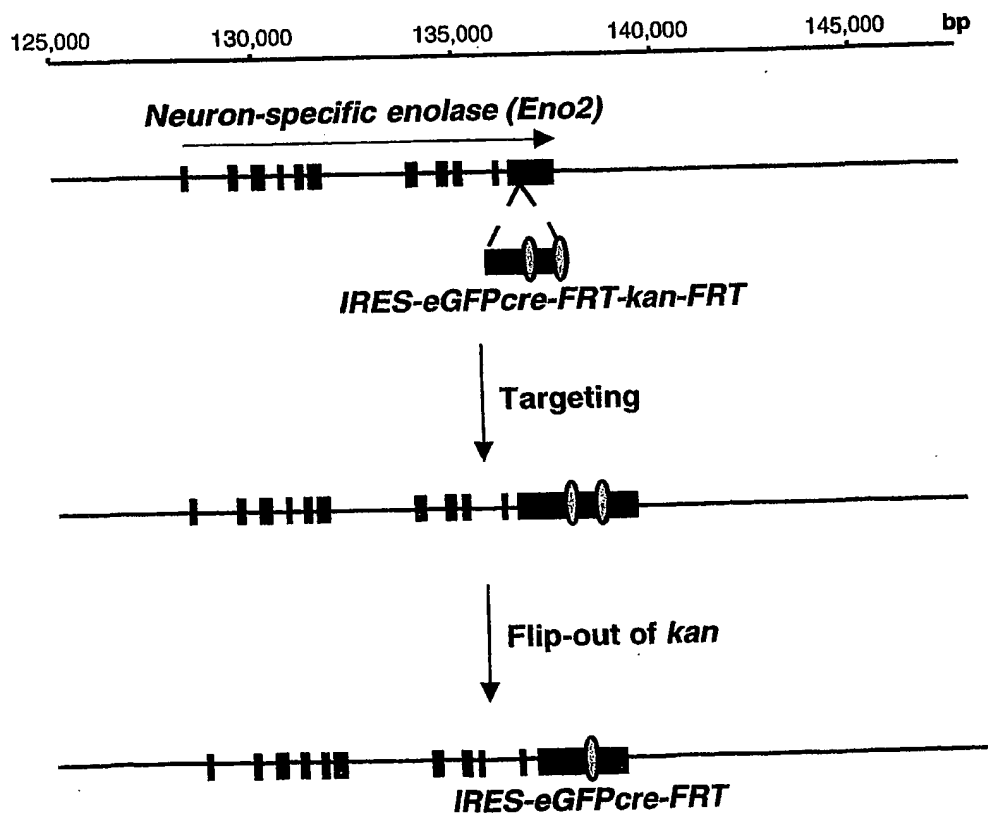 125,000 130,000 135,000 140,000 145,000 bp
Neuron-specific enolase (Eno2)
IRES-eGFPcre-FRT-kan-FRT
Targeting
Flip-out of kan
IRES-eGFPcre-FRT